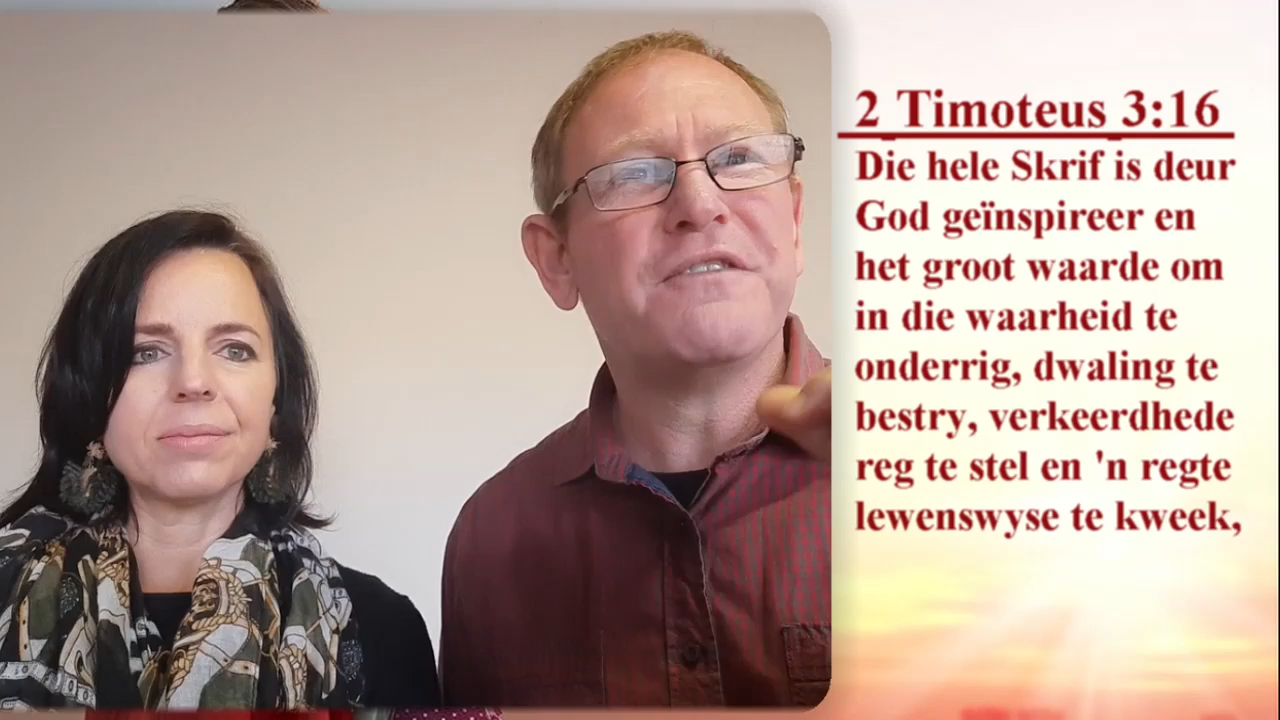 2 Timoteus 3:16
Die hele Skrif is deur
God geïnspireer en
het groot waarde om
in die waarheid te
onderrig, dwaling te
bestry, verkeerdhede
reg te stel en 'n regte
lewenswyse te kweek,